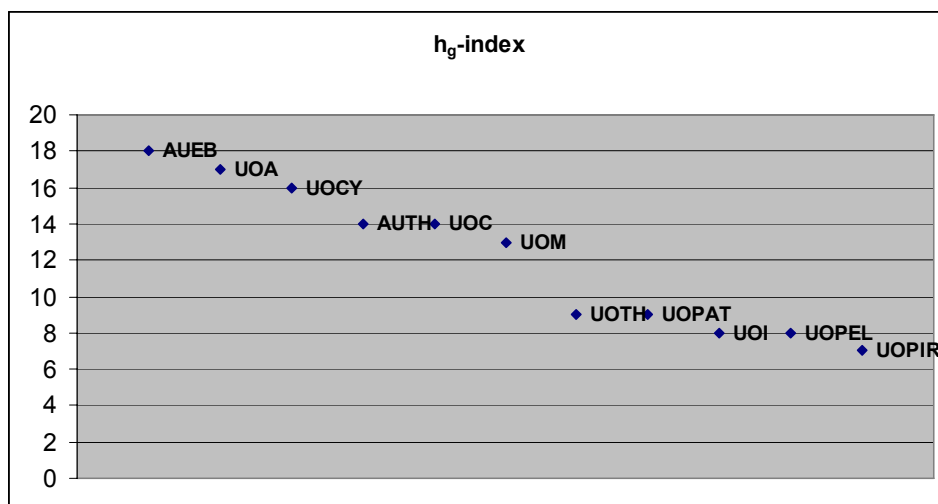 hg-index
20
18
16
14
12
10
8
6
4
2
0
AUEB
UOA
UOCY
AUTH
UOC
UOM
UOTH
UOPAT
UOI
UOPEL
UOPIR